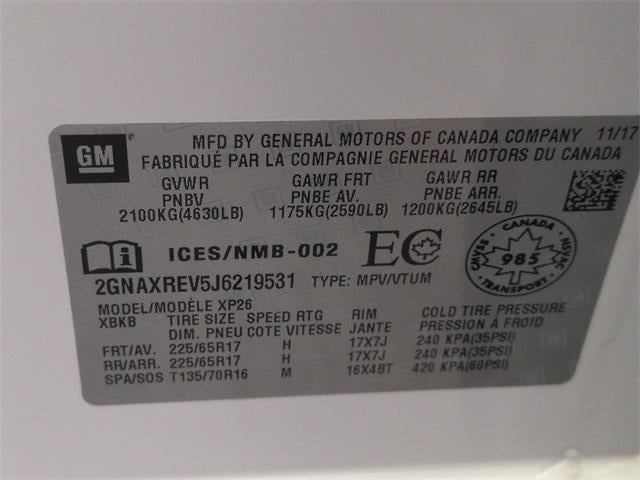 GM
MFD BY GENERAL MOTORS OF CANADA COMPANY 11/17
FABRIQUÉ PAR LA COMPAGNIE GENERAL MOTORS DU CANADA
GVWR GAWR FRT GAWR RR
PNBV PNBE AV. PNBE ARR.
2100KG(4630LB) 1175KG(2590LB) 1200KG(2645LB)
i ICES/NMB-002 EC
CANADA
CMVSS 985 NVSAC
TRANSPORT
2GNAXREV5J6219531 TYPE: MPV/VTUM
MODEL/MODÈLE XP26
XBKB TIRE SIZE SPEED RTG RIM COLD TIRE PRESSURE
DIM. PNEU COTE VITESSE JANTE PRESSION À FROID
FRT/AV. 225/65R17 H 17X7J 240 KPA(35PSI)
RR/ARR. 225/65R17 H 17X7J 240 KPA(35PSI)
SPA/SOS T135/70R16 M 16X4BT 420 KPA(60PSI)